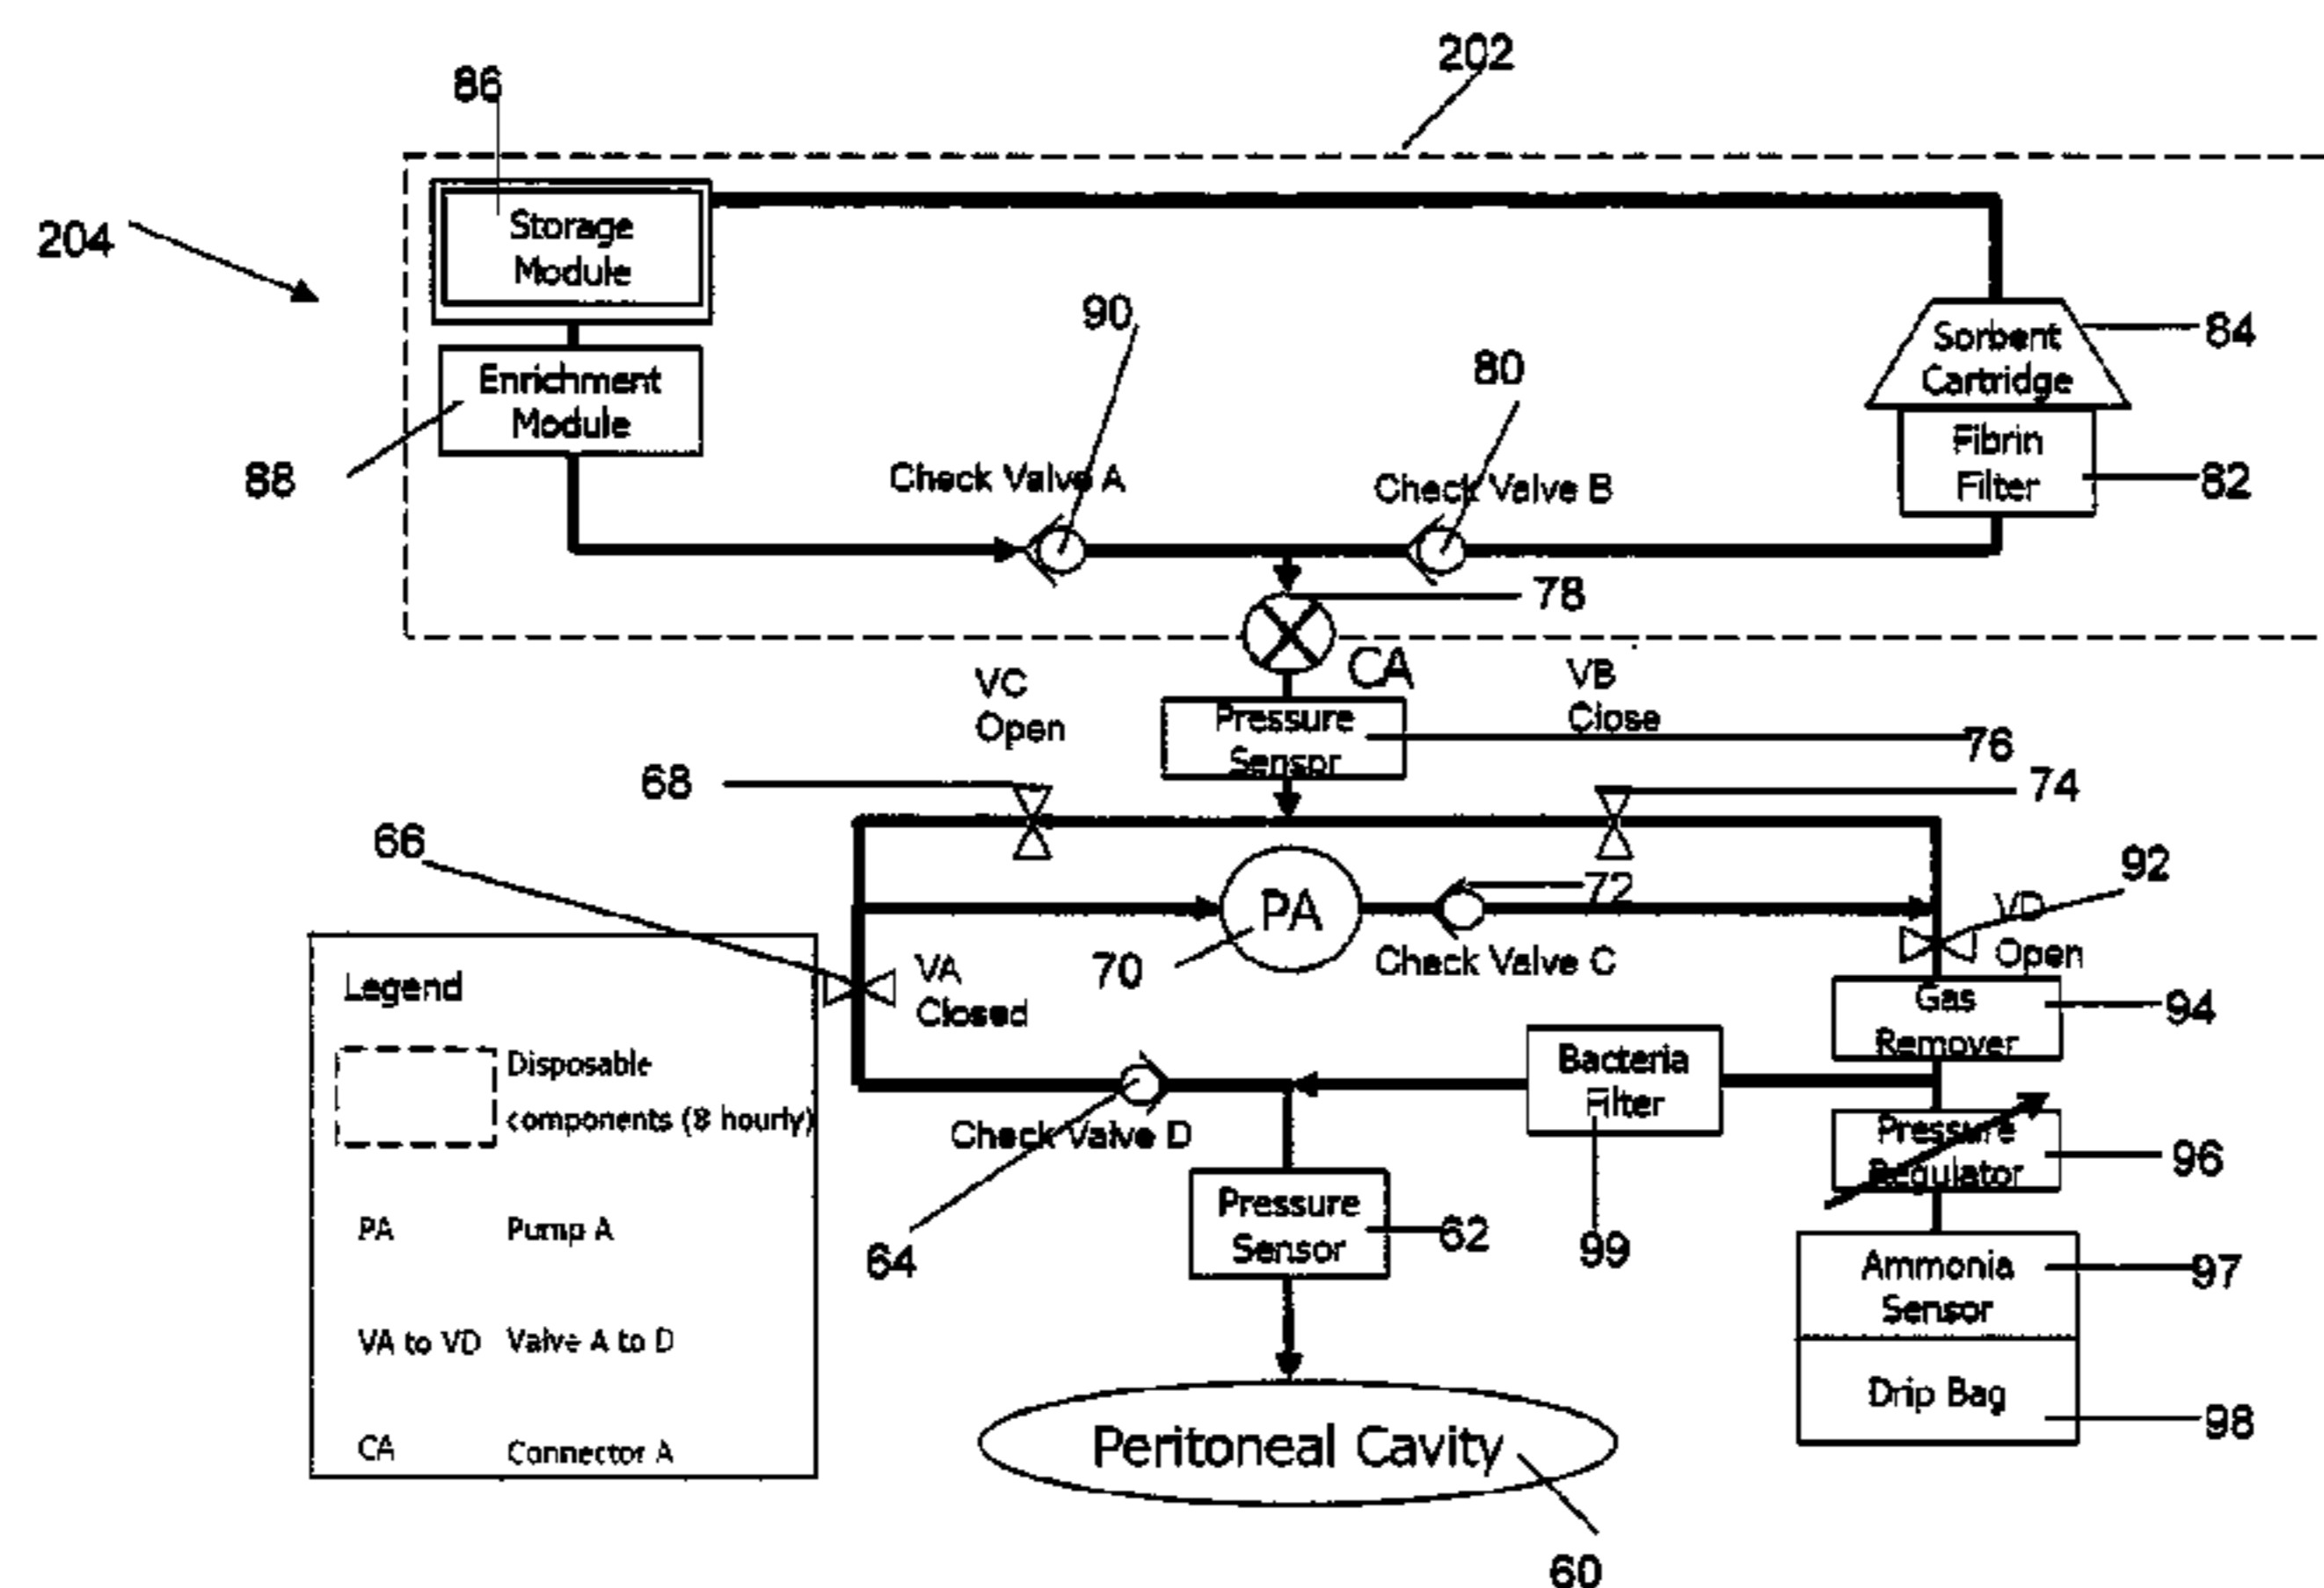 202
86
Storage
Module
204
90
Sorbent
Cartridge
84
80
Enrichment
Module
Fibrin
Filter
88
Check Valve A
Check Valve B
82
78
CA
VC
Open
VB
Close
Pressure
Sensor
76
68
74
66
92
72
PA
VD
Open
70
Check Valve C
VA
Closed
Legend
Gas
Remover
94
Disposable
components (8 hourly)
Bacteria
Filter
Check Valve D
Pressure
Regulator
96
64
Pressure
Sensor
62
99
PA
Pump A
Ammonia
Sensor
97
VA to VD
Valve A to D
Drip Bag
98
CA
Connector A
Peritoneal Cavity
60